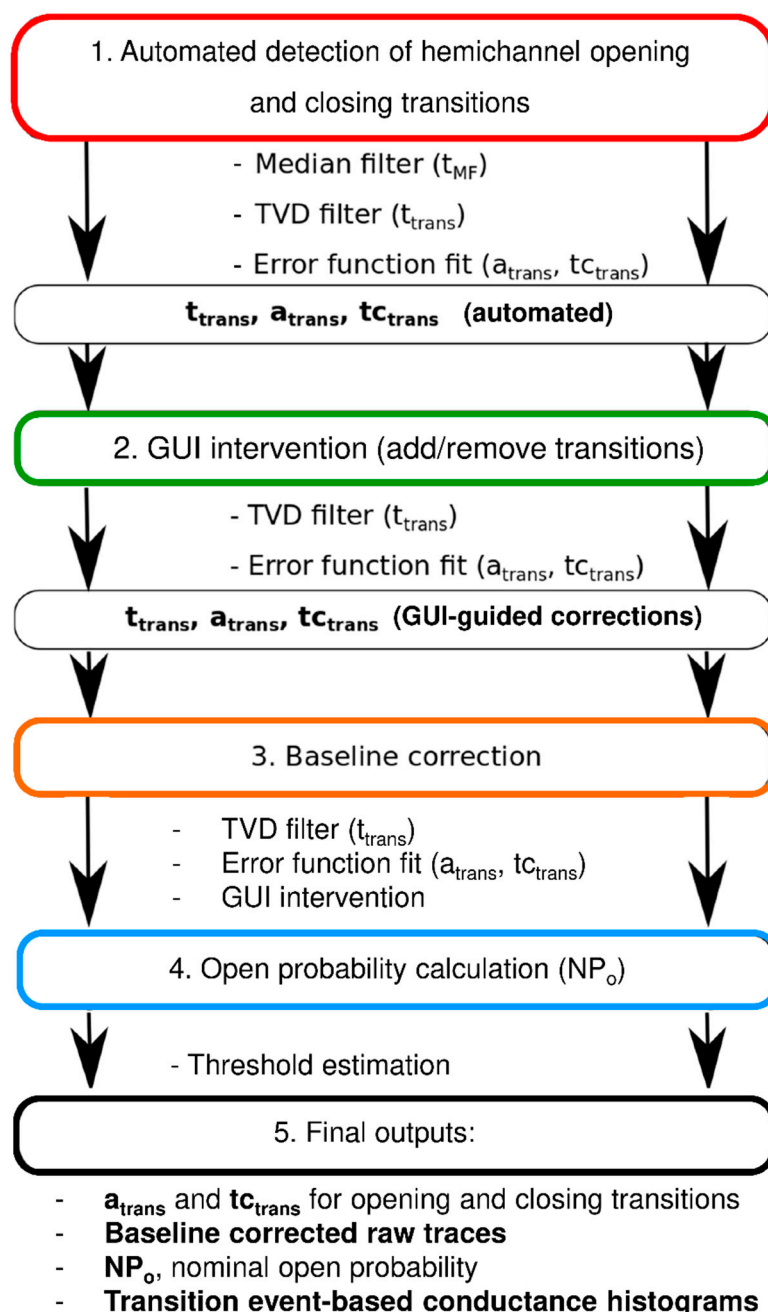 1. Automated detection of hemichannel opening
and closing transitions
- Median filter (tMF)
- TVD filter (ttrans)
- Error function fit (atrans, tctrans)
ttrans, atrans, tctrans (automated)
2. GUI intervention (add/remove transitions)
- TVD filter (ttrans)
- Error function fit (atrans, tctrans)
ttrans, atrans, tctrans (GUI-guided corrections)
3. Baseline correction
- TVD filter (ttrans)
- Error function fit (atrans, tctrans)
- GUI intervention
4. Open probability calculation (NPo)
- Threshold estimation
5. Final outputs:
- atrans and tctrans for opening and closing transitions
- Baseline corrected raw traces
- NPo, nominal open probability
- Transition event-based conductance histograms